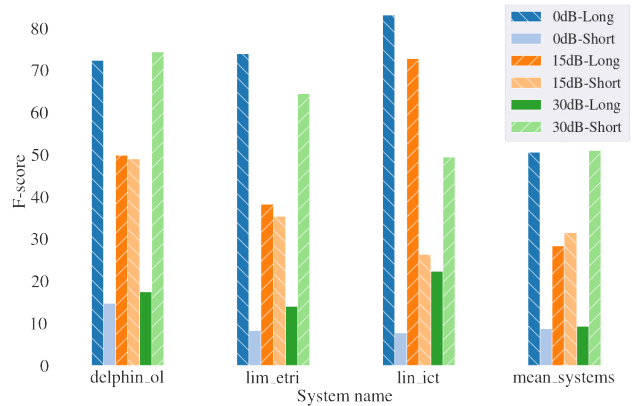 80
70
60
50
40
30
20
10
0
F-score
delphin_ol lim_etri lin_ict mean_systems
System name
0dB-Long
0dB-Short
15dB-Long
15dB-Short
30dB-Long
30dB-Short